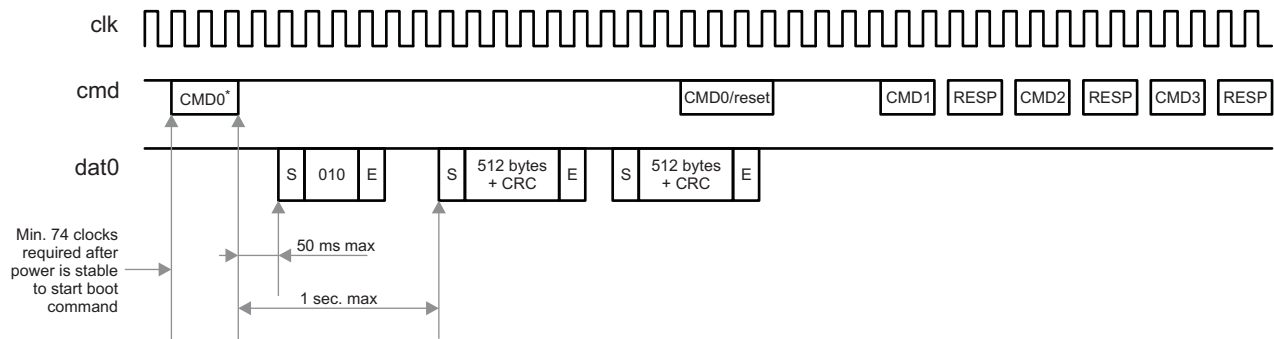 clk
cmd
CMD0*
CMD0/reset
CMD1
RESP
CMD2
RESP
CMD3
RESP
dat0
S
010
E
S
512 bytes
+ CRC
E
S
512 bytes
+ CRC
E
Min. 74 clocks
required after
power is stable
to start boot
command
50 ms max
1 sec. max